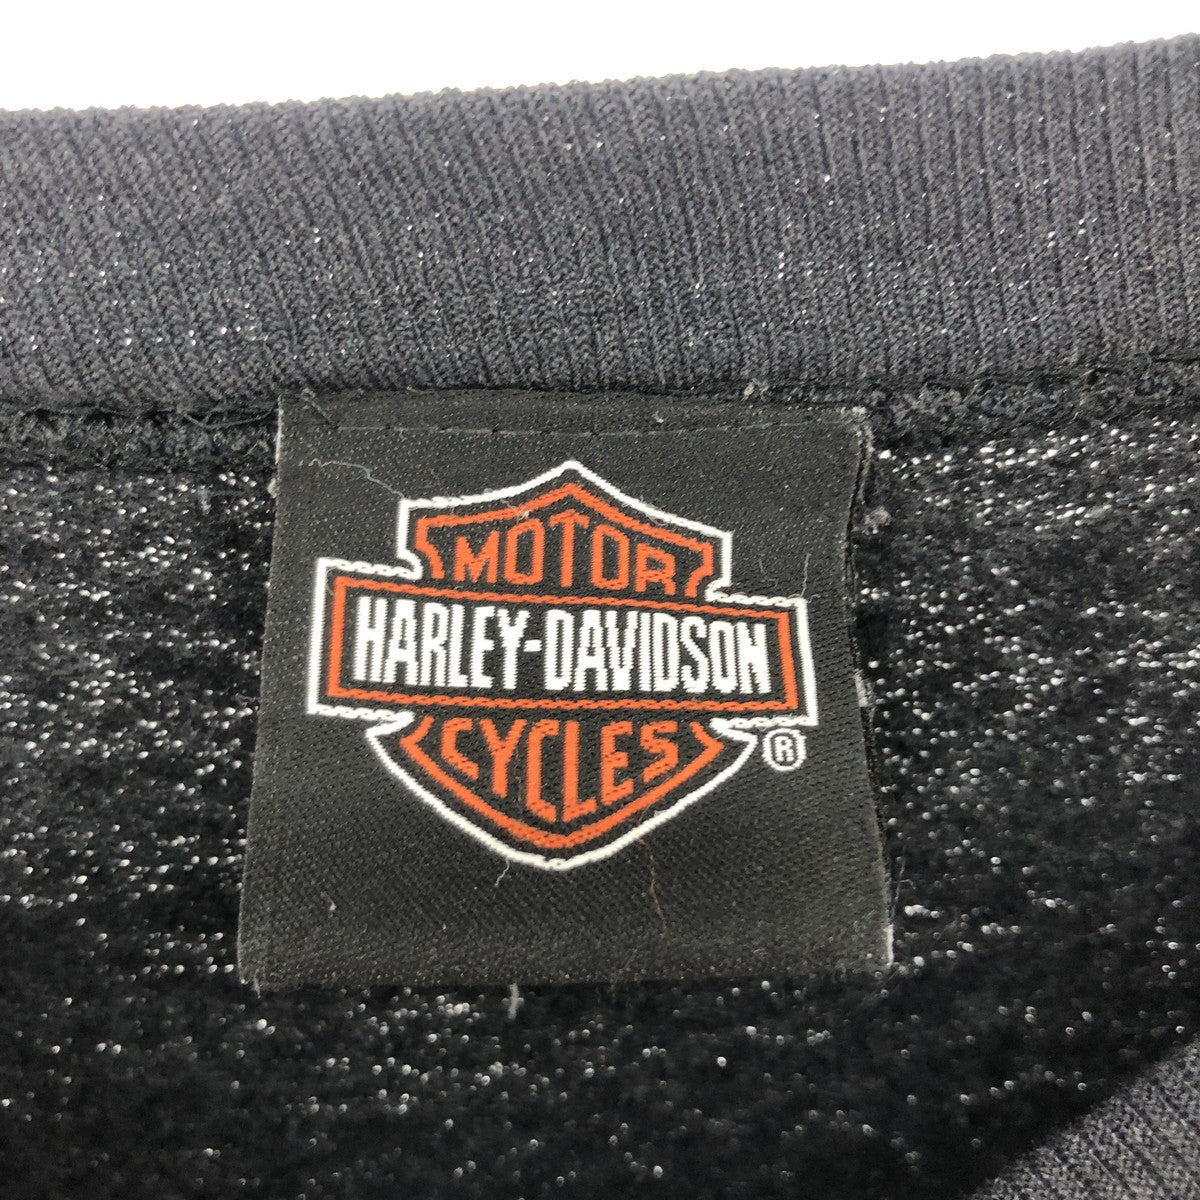 MOTOR
HARLEY-DAVIDSON
CYCLES
®